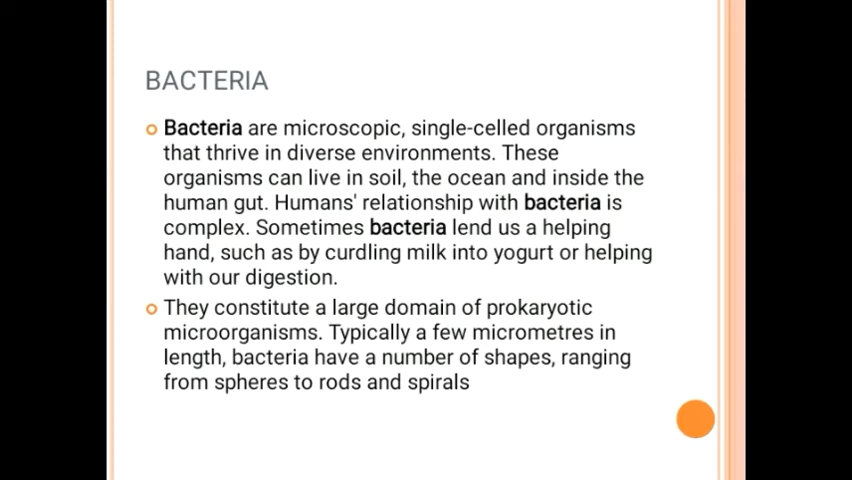 BACTERIA
Bacteria are microscopic, single-celled organisms
that thrive in diverse environments. These
organisms can live in soil, the ocean and inside the
human gut. Humans' relationship with bacteria is
complex. Sometimes bacteria lend us a helping
hand, such as by curdling milk into yogurt or helping
with our digestion.
They constitute a large domain of prokaryotic
microorganisms. Typically a few micrometres in
length, bacteria have a number of shapes, ranging
from spheres to rods and spirals